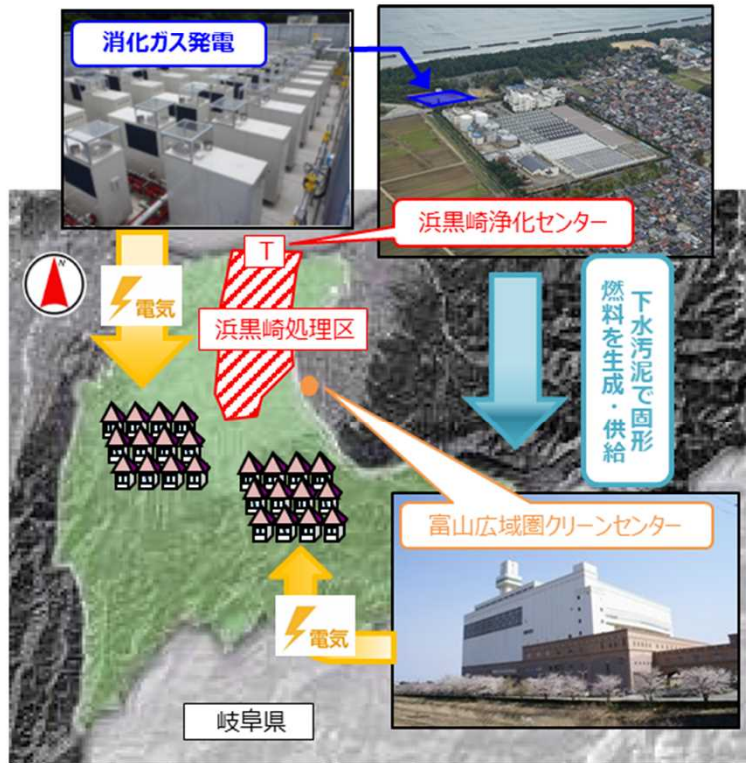 消化ガス発電
浜黒崎浄化センター
T
N
電気
浜黒崎処理区
下水汚泥で固形
燃料を生成・供給
富山広域圏クリーンセンター
電気
岐阜県